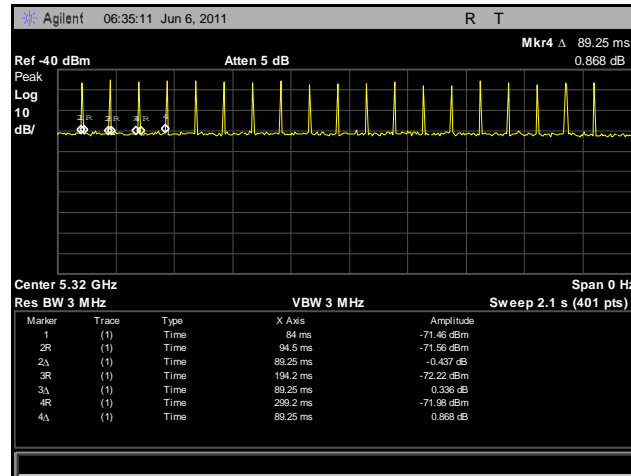 Agilent 06:35:11 Jun 6, 2011 R T
Mkr4 Δ 89.25 ms
Ref -40 dBm Atten 5 dB 0.868 dB
Peak
Log
10
dB/
2 R 3 R 4 R 4
Center 5.32 GHz Span 0 Hz
Res BW 3 MHz VBW 3 MHz Sweep 2.1 s (401 pts)
Marker Trace Type X Axis Amplitude
1 (1) Time 84 ms -71.46 dBm
2R (1) Time 94.5 ms -71.56 dBm
2Δ (1) Time 89.25 ms -0.437 dB
3R (1) Time 194.2 ms -72.22 dBm
3Δ (1) Time 89.25 ms 0.336 dB
4R (1) Time 299.2 ms -71.98 dBm
4Δ (1) Time 89.25 ms 0.868 dB